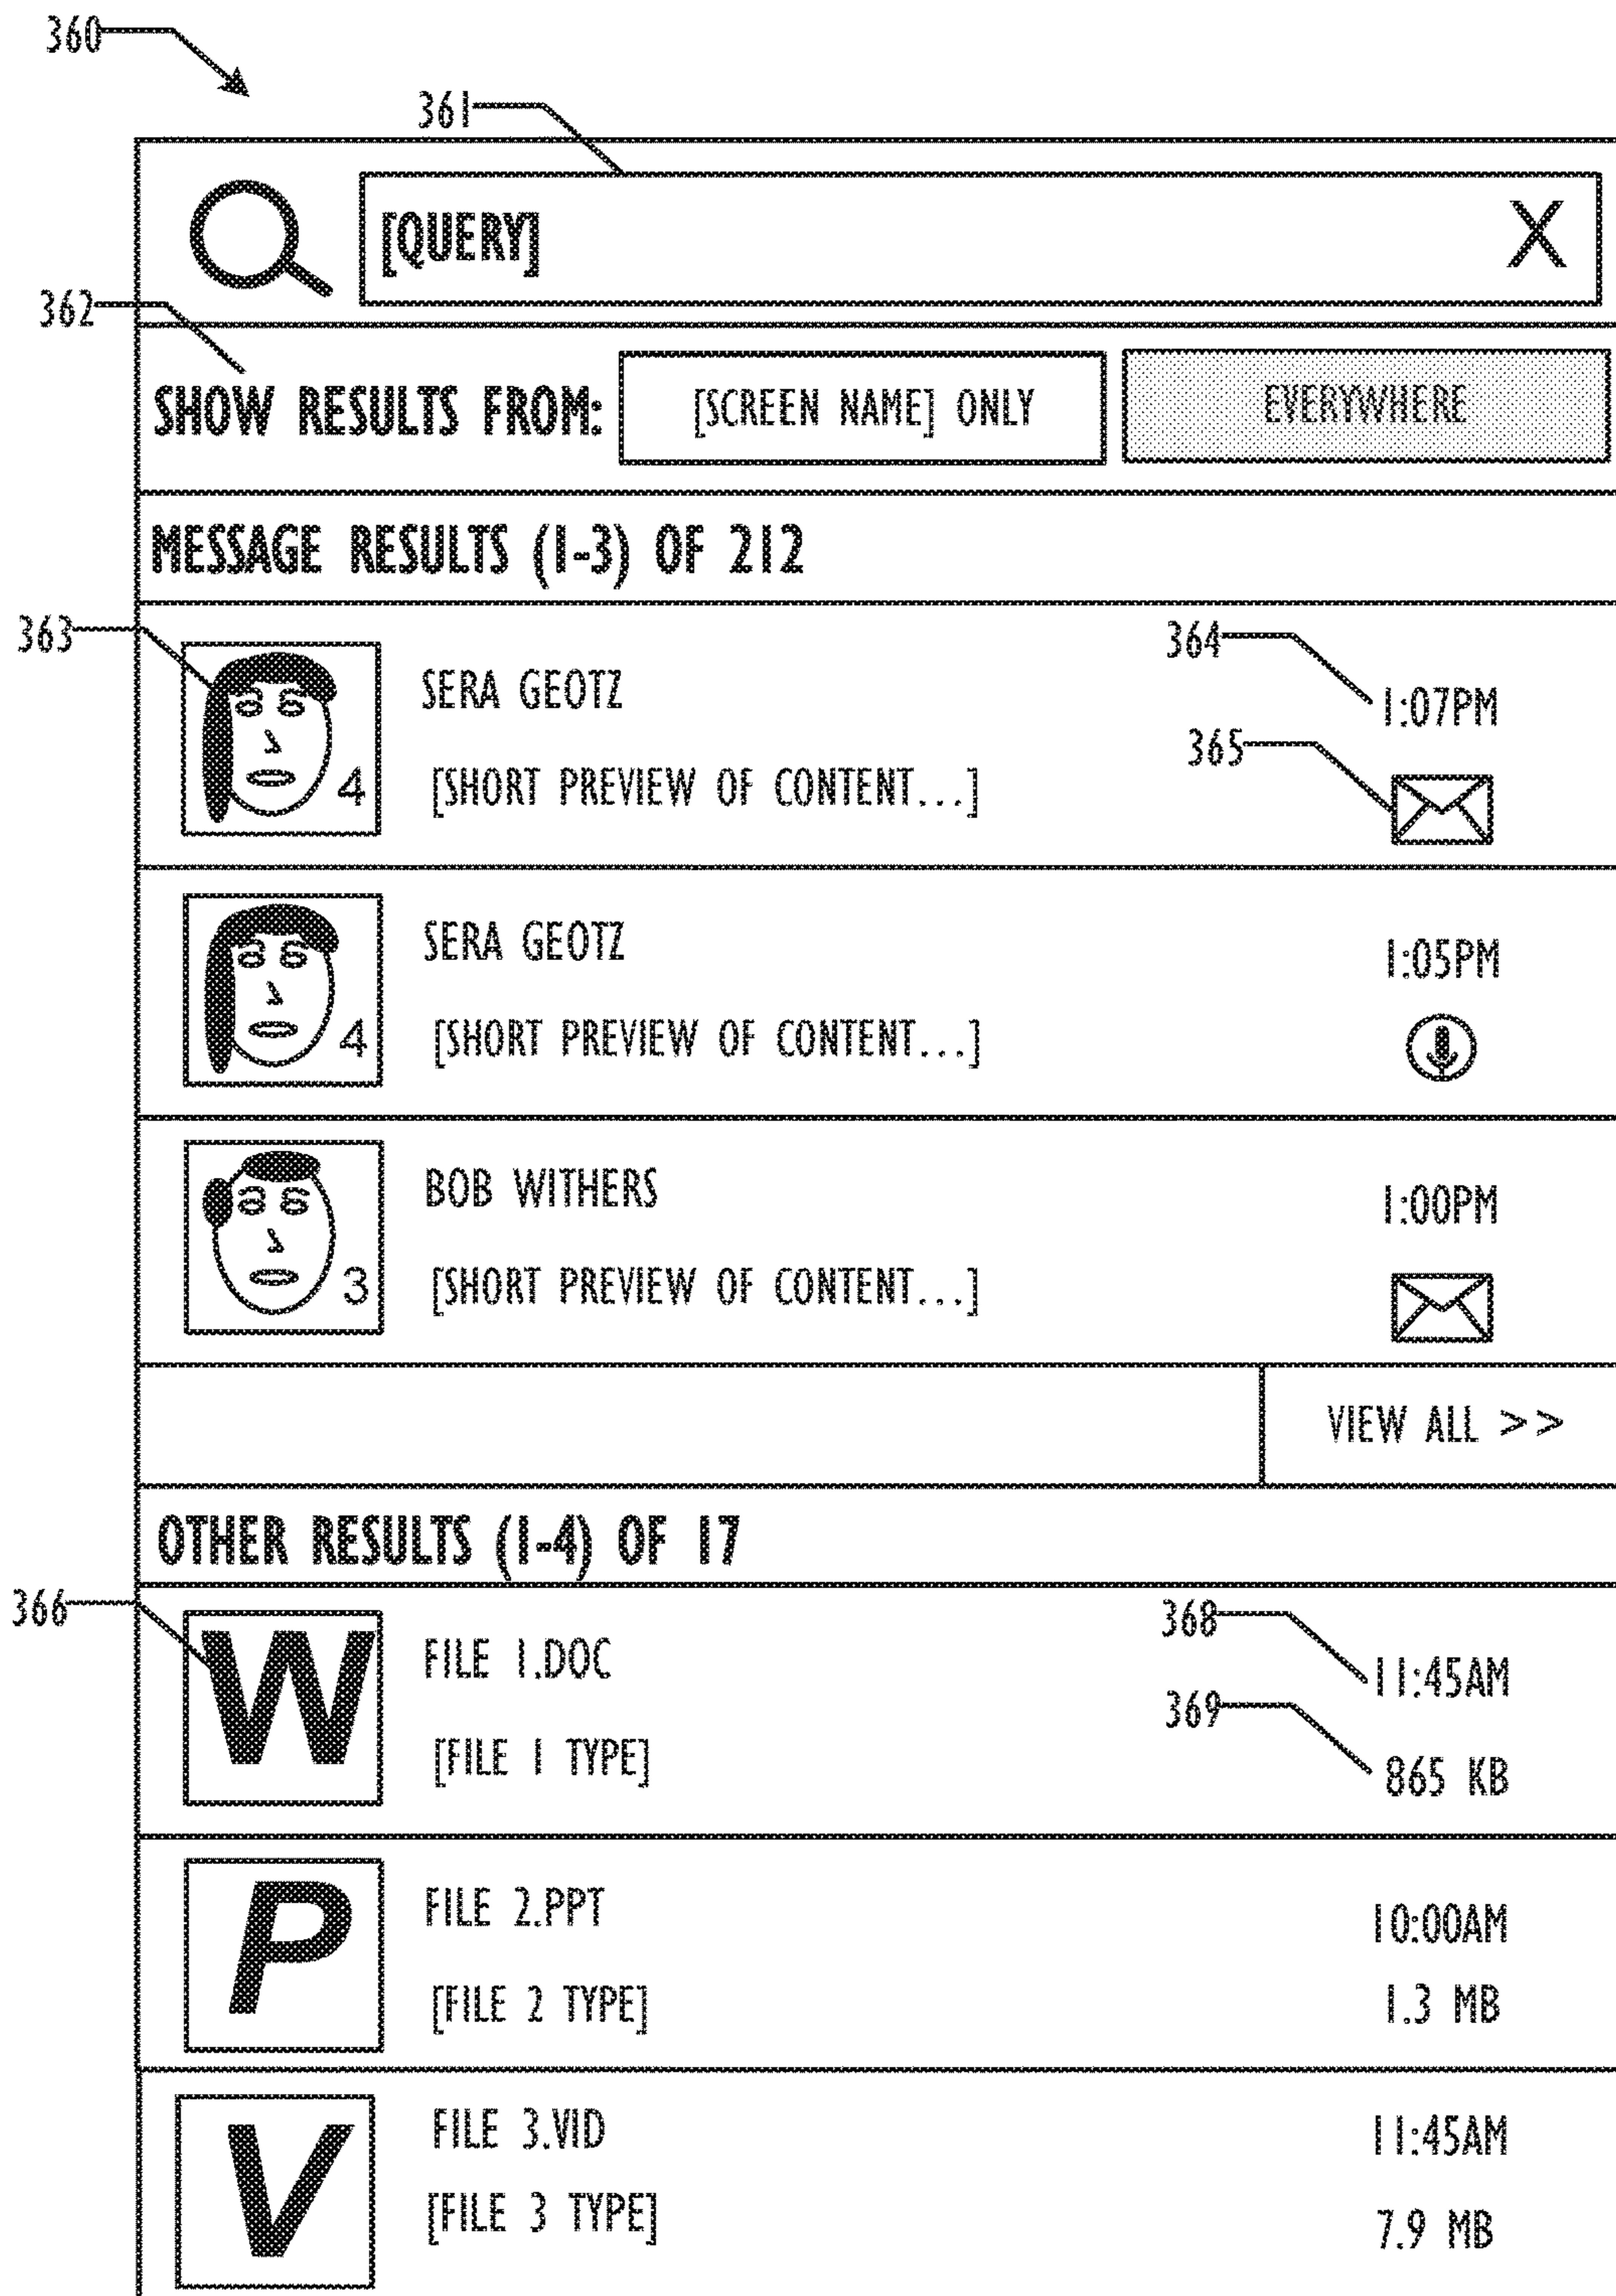 360
361
[QUERY] X
362
SHOW RESULTS FROM: [SCREEN NAME] ONLY EVERYWHERE
MESSAGE RESULTS (1-3) OF 212
363
SERA GEOTZ
364
1:07PM
365
4
[SHORT PREVIEW OF CONTENT...]
SERA GEOTZ
1:05PM
4
[SHORT PREVIEW OF CONTENT...]
BOB WITHERS
1:00PM
3
[SHORT PREVIEW OF CONTENT...]
VIEW ALL >>
OTHER RESULTS (1-4) OF 17
366
W
FILE 1.DOC
368
11:45AM
369
[FILE 1 TYPE]
865 KB
P
FILE 2.PPT
10:00AM
[FILE 2 TYPE]
1.3 MB
V
FILE 3.VID
11:45AM
[FILE 3 TYPE]
7.9 MB